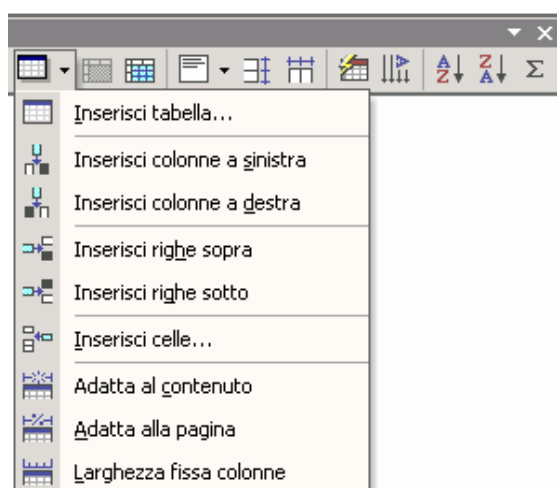 Inserisci tabella...
Inserisci colonne a sinistra
Inserisci colonne a destra
Inserisci righe sopra
Inserisci righe sotto
Inserisci celle...
Adatta al contenuto
Adatta alla pagina
Larghezza fissa colonne